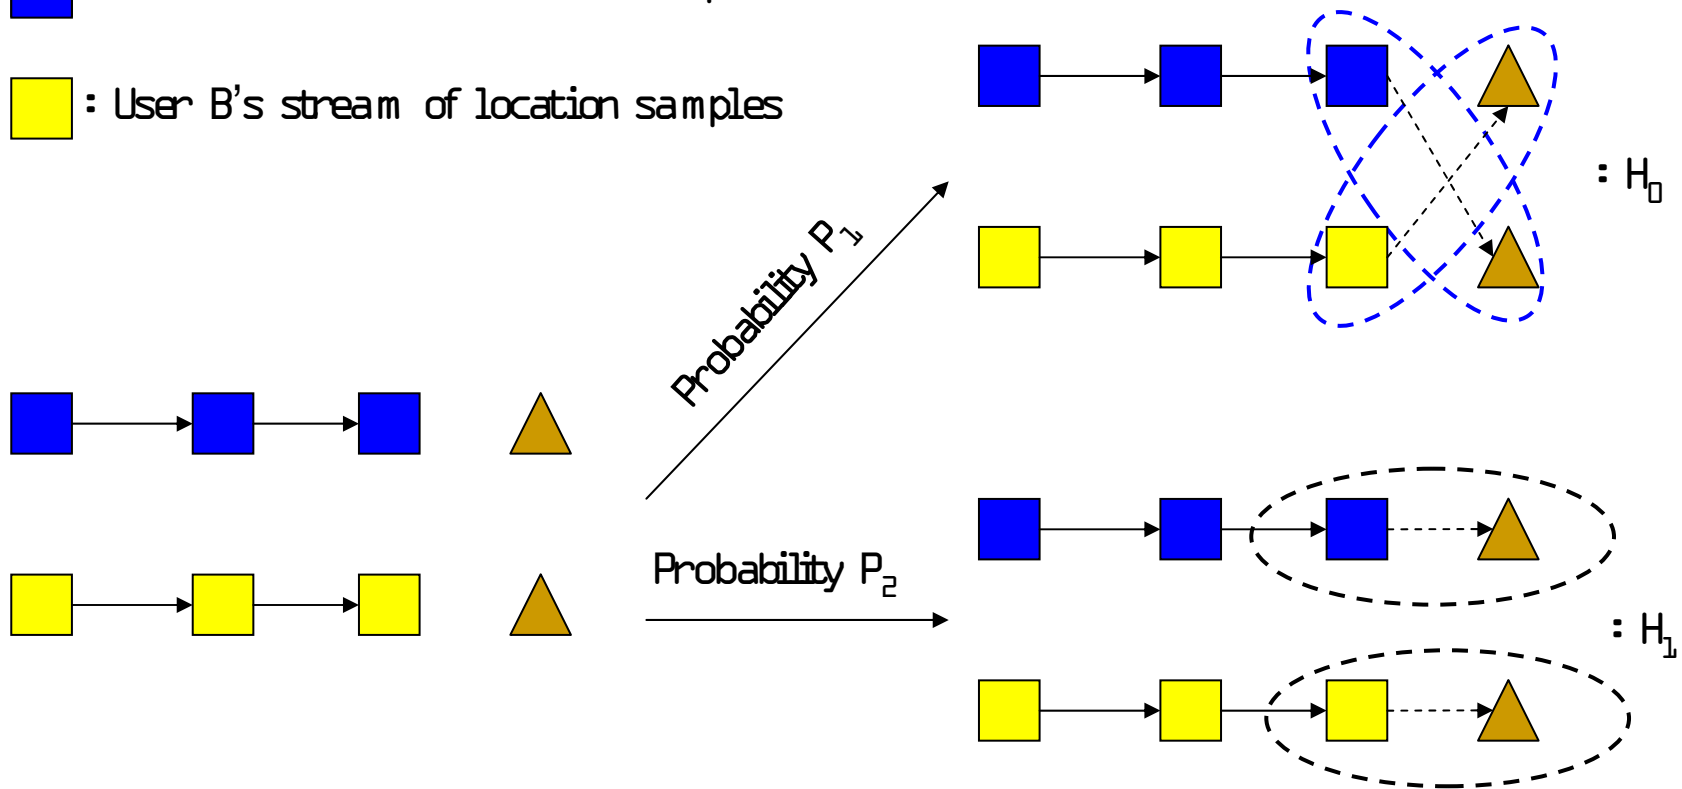 : User B's stream of location samples
: H0
Probability P1
Probability P2
: H1